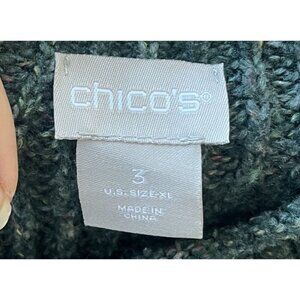 chico's®
3
U.S. SIZE-XL
MADE IN
CHINA